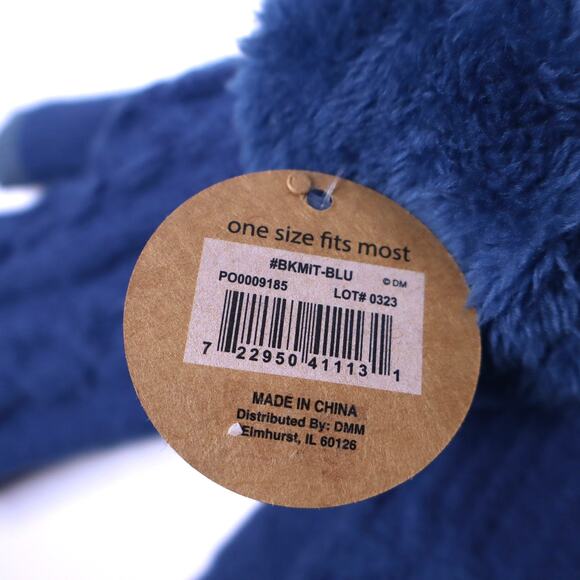 one size fits most
#BKMIT-BLU
© DM
PO0009185
LOT# 0323
7 22950 41113 1
MADE IN CHINA
Distributed By: DMM
Elmhurst, IL 60126